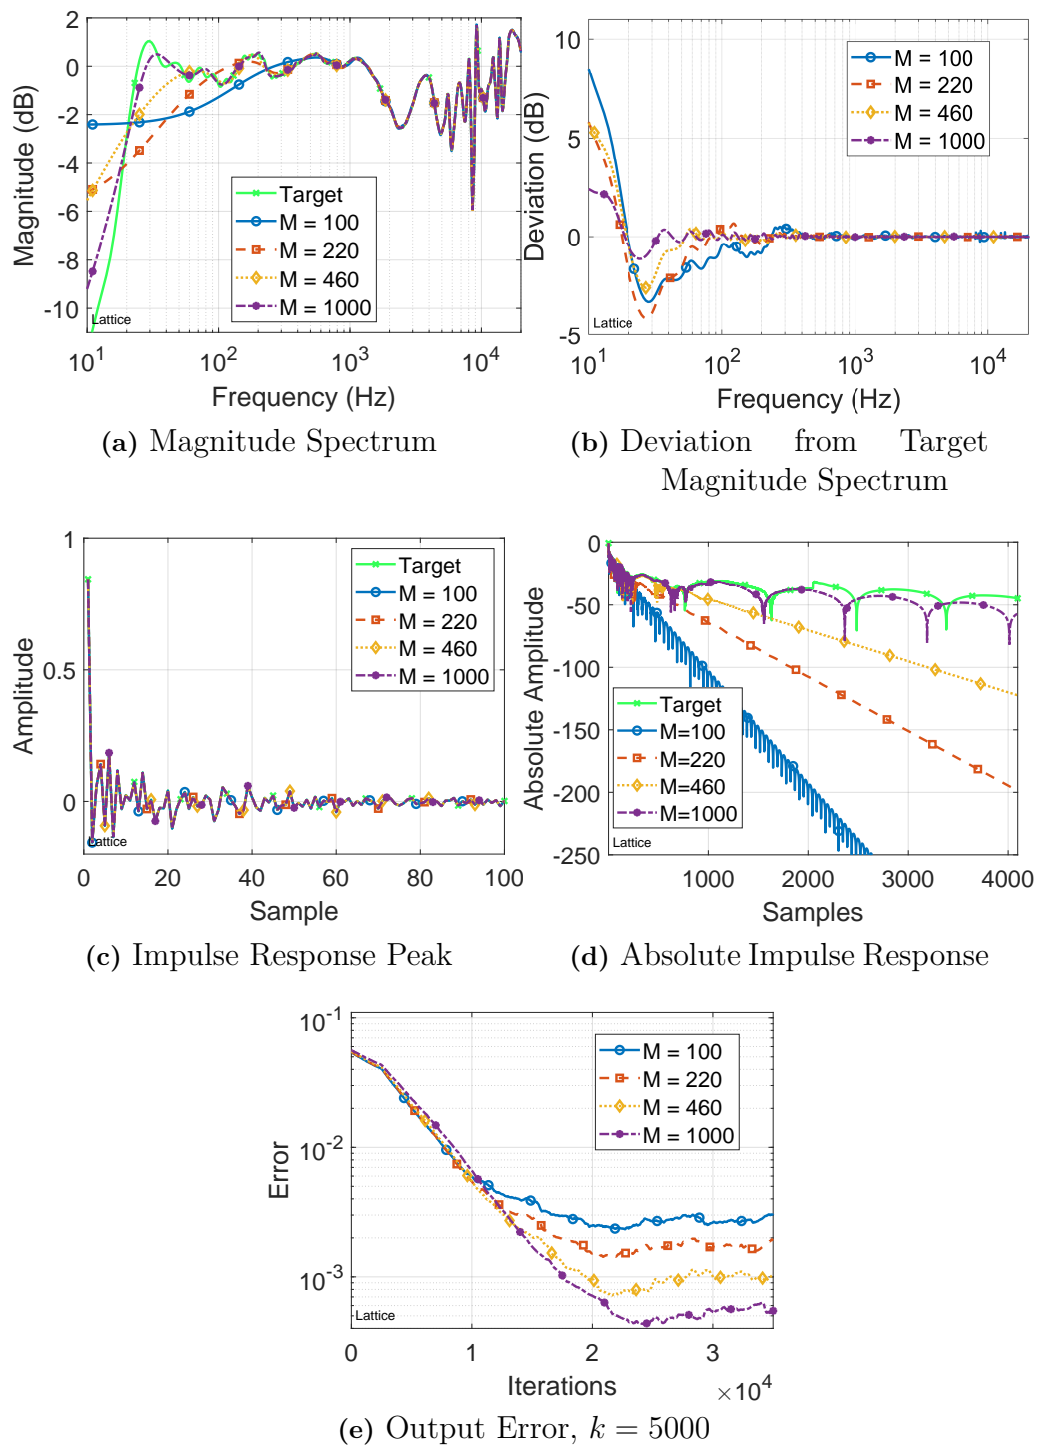 2
0
-2
-4
-6
-8
-10
Magnitude (dB)
Target
M = 100
M = 220
M = 460
M = 1000
Lattice
10^1
10^2
10^3
10^4
Frequency (Hz)
(a) Magnitude Spectrum
10
5
0
-5
Deviation (dB)
M = 100
M = 220
M = 460
M = 1000
Lattice
10^1
10^2
10^3
10^4
Frequency (Hz)
(b) Deviation from Target
Magnitude Spectrum
1
0.5
0
Amplitude
Target
M = 100
M = 220
M = 460
M = 1000
Lattice
0
20
40
60
80
100
Sample
(c) Impulse Response Peak
0
-50
-100
-150
-200
-250
Absolute Amplitude
Target
M=100
M=220
M=460
M=1000
Lattice
1000
2000
3000
4000
Samples
(d) Absolute Impulse Response
10^-1
10^-2
10^-3
Error
M = 100
M = 220
M = 460
M = 1000
Lattice
0
1
2
3
×10^4
Iterations
(e) Output Error, k = 5000